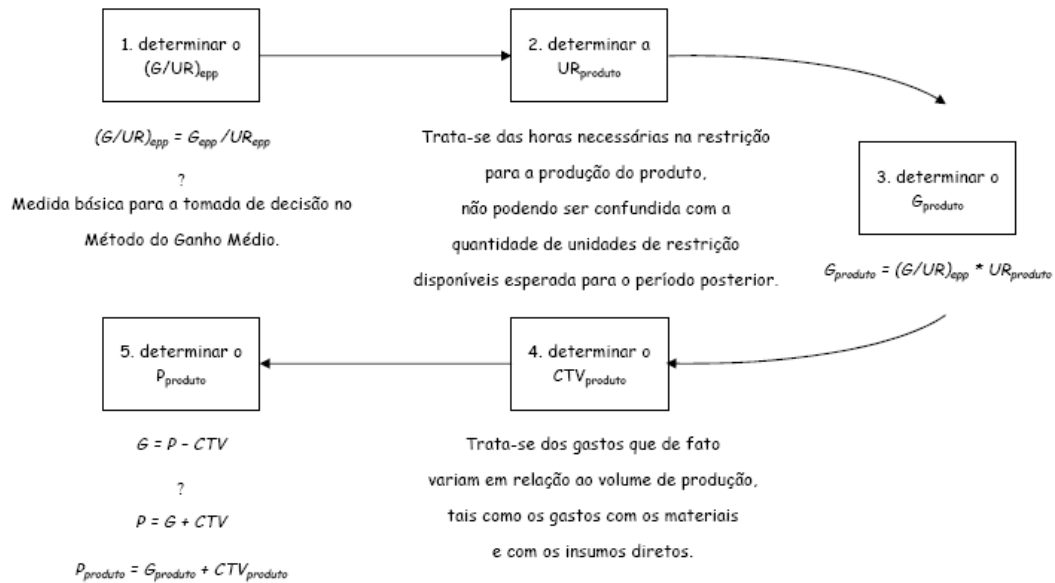 1. determinar o
(G/UR)epp
(G/UR)epp = Gepp /URepp
?
Medida básica para a tomada de decisão no
Método do Ganho Médio.
2. determinar a
URproduto
Trata-se das horas necessárias na restrição
para a produção do produto,
não podendo ser confundida com a
quantidade de unidades de restrição
disponíveis esperada para o período posterior.
3. determinar o
Gproduto
Gproduto = (G/UR)epp * URproduto
4. determinar o
CTVproduto
Trata-se dos gastos que de fato
variam em relação ao volume de produção,
tais como os gastos com os materiais
e com os insumos diretos.
5. determinar o
Pproduto
G = P - CTV
?
P = G + CTV
Pproduto = Gproduto + CTVproduto